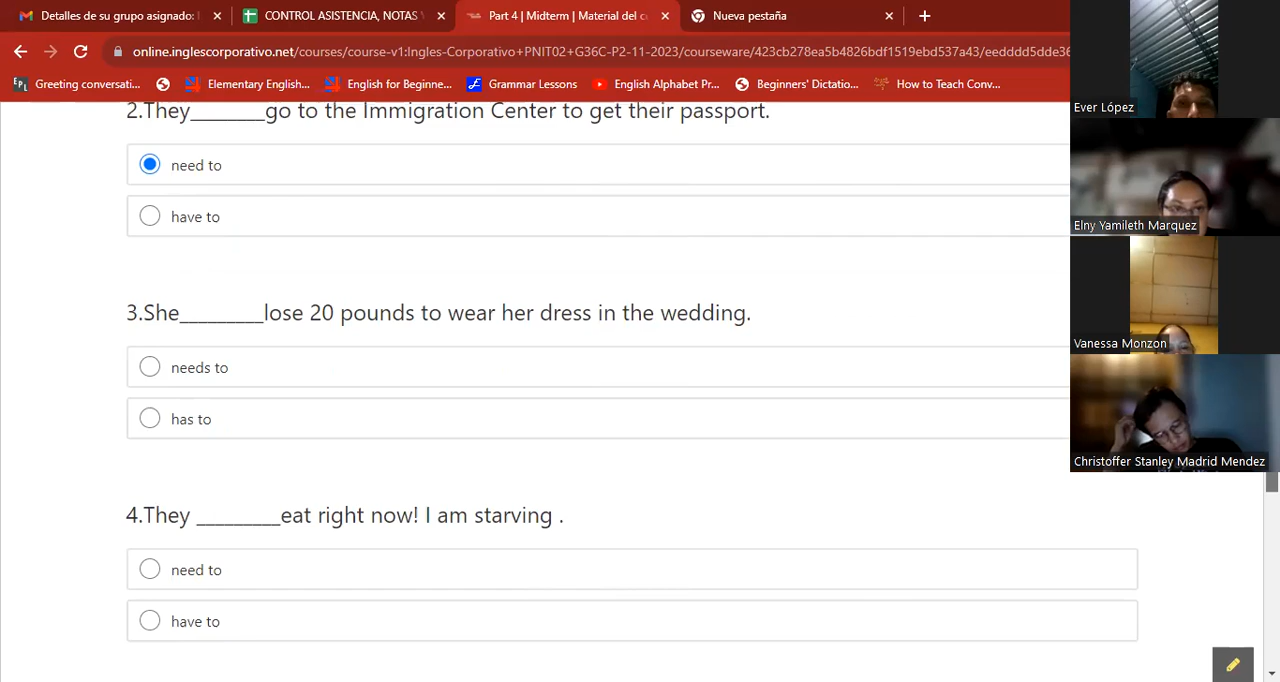 Detalles de su grupo asignado:
CONTROL ASISTENCIA, NOTAS
Part 4 | Midterm | Material del c
Nueva pestaña
online.inglescorporativo.net/courses/course-v1:Ingles-Corporativo+PNIT02+G36C-P2-11-2023/courseware/423cb278ea5b4826bdf1519ebd537a43/eedddd5dde36
Greeting conversati...
Elementary English...
English for Beginne...
Grammar Lessons
English Alphabet Pr...
Beginners' Dictatio...
How to Teach Conv...
Ever López
2.They________go to the Immigration Center to get their passport.
need to
have to
Elny Yamileth Marquez
3.She_________lose 20 pounds to wear her dress in the wedding.
Vanessa Monzon
needs to
has to
Christoffer Stanley Madrid Mendez
4.They _________eat right now! I am starving .
need to
have to